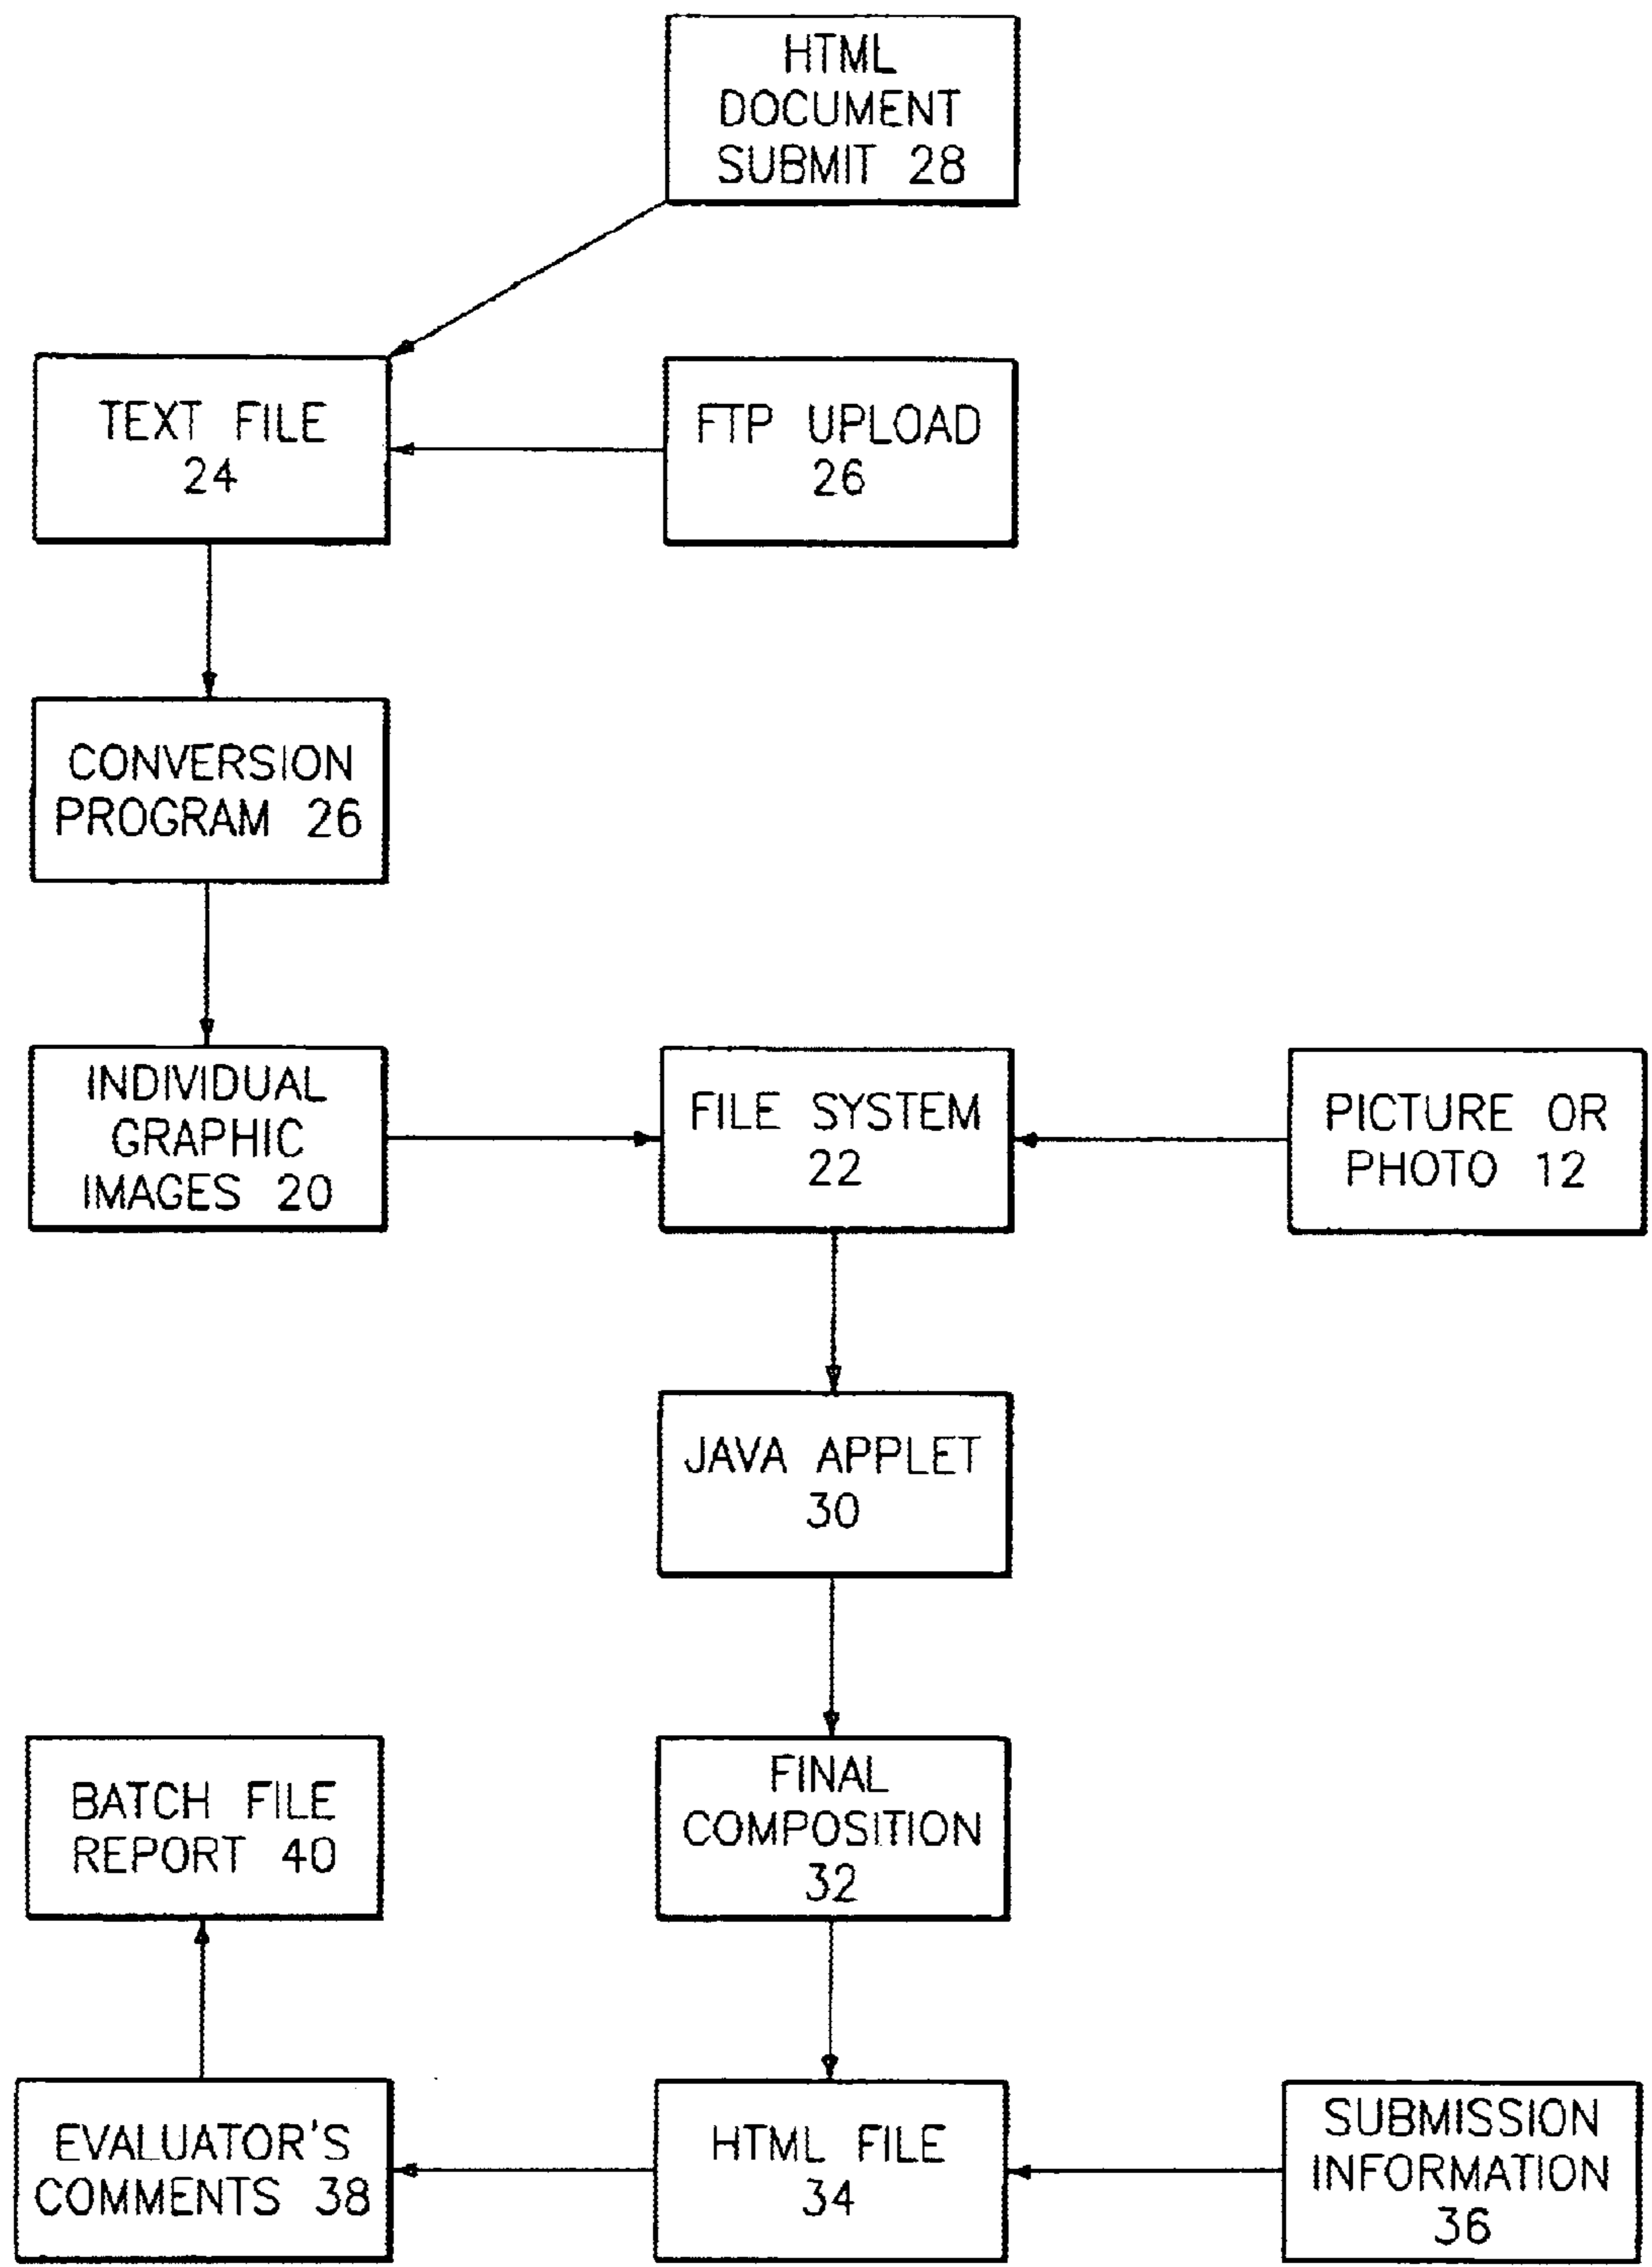 HTML
DOCUMENT
SUBMIT 28
TEXT FILE
24
FTP UPLOAD
26
CONVERSION
PROGRAM 26
INDIVIDUAL
GRAPHIC
IMAGES 20
FILE SYSTEM
22
PICTURE OR
PHOTO 12
JAVA APPLET
30
FINAL
COMPOSITION
32
BATCH FILE
REPORT 40
EVALUATOR'S
COMMENTS 38
HTML FILE
34
SUBMISSION
INFORMATION
36